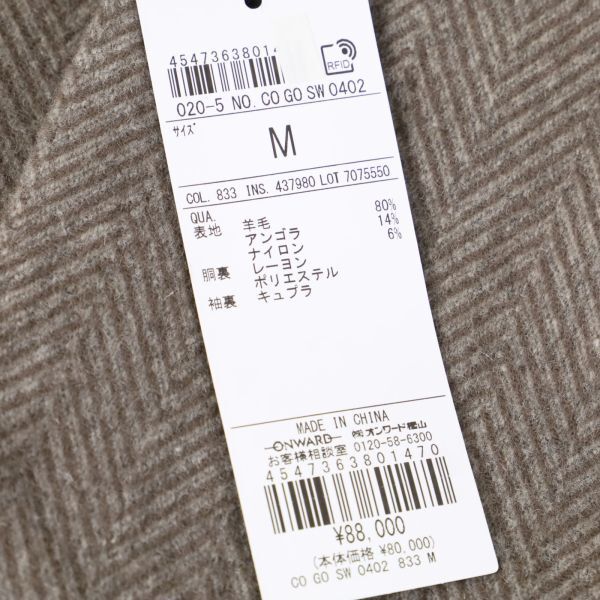 45473638014
RFID
020-5 NO. CO GO SW 0402
サイズ
M
COL. 833 INS. 437980 LOT 7075550
QUA.
表地 羊毛 80%
アンゴラ 14%
ナイロン 6%
胴裏 レーヨン
ポリエステル
袖裏 キュプラ
MADE IN CHINA
ONWARD ㈱オンワード樫山
お客様相談室 0120-58-6300
4547363801470
¥88,000
(本体価格 ¥80,000)
CO GO SW 0402 833 M